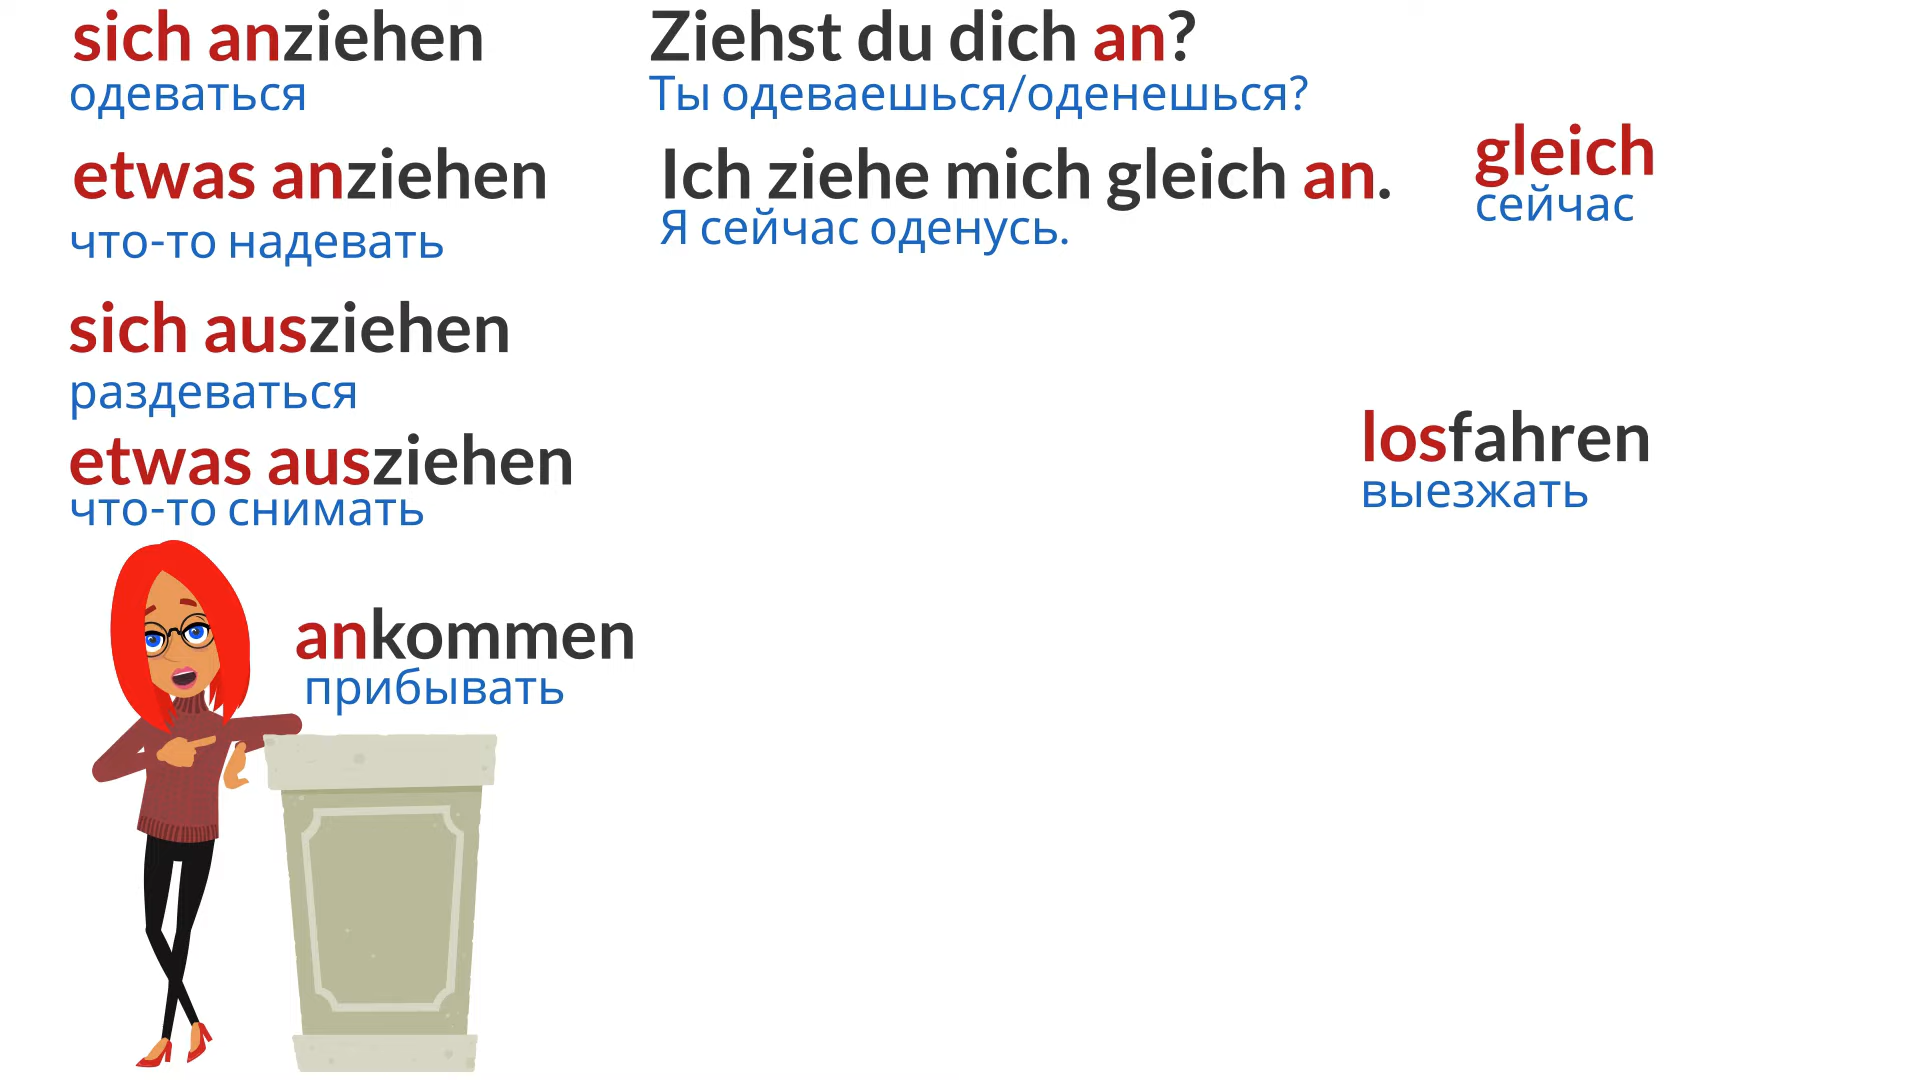 sich anziehen
одеваться
Ziehst du dich an?
Ты одеваешься/оденешься?
etwas anziehen
что-то надевать
Ich ziehe mich gleich an.
Я сейчас оденусь.
gleich
сейчас
sich ausziehen
раздеваться
etwas ausziehen
что-то снимать
losfahren
выезжать
ankommen
прибывать